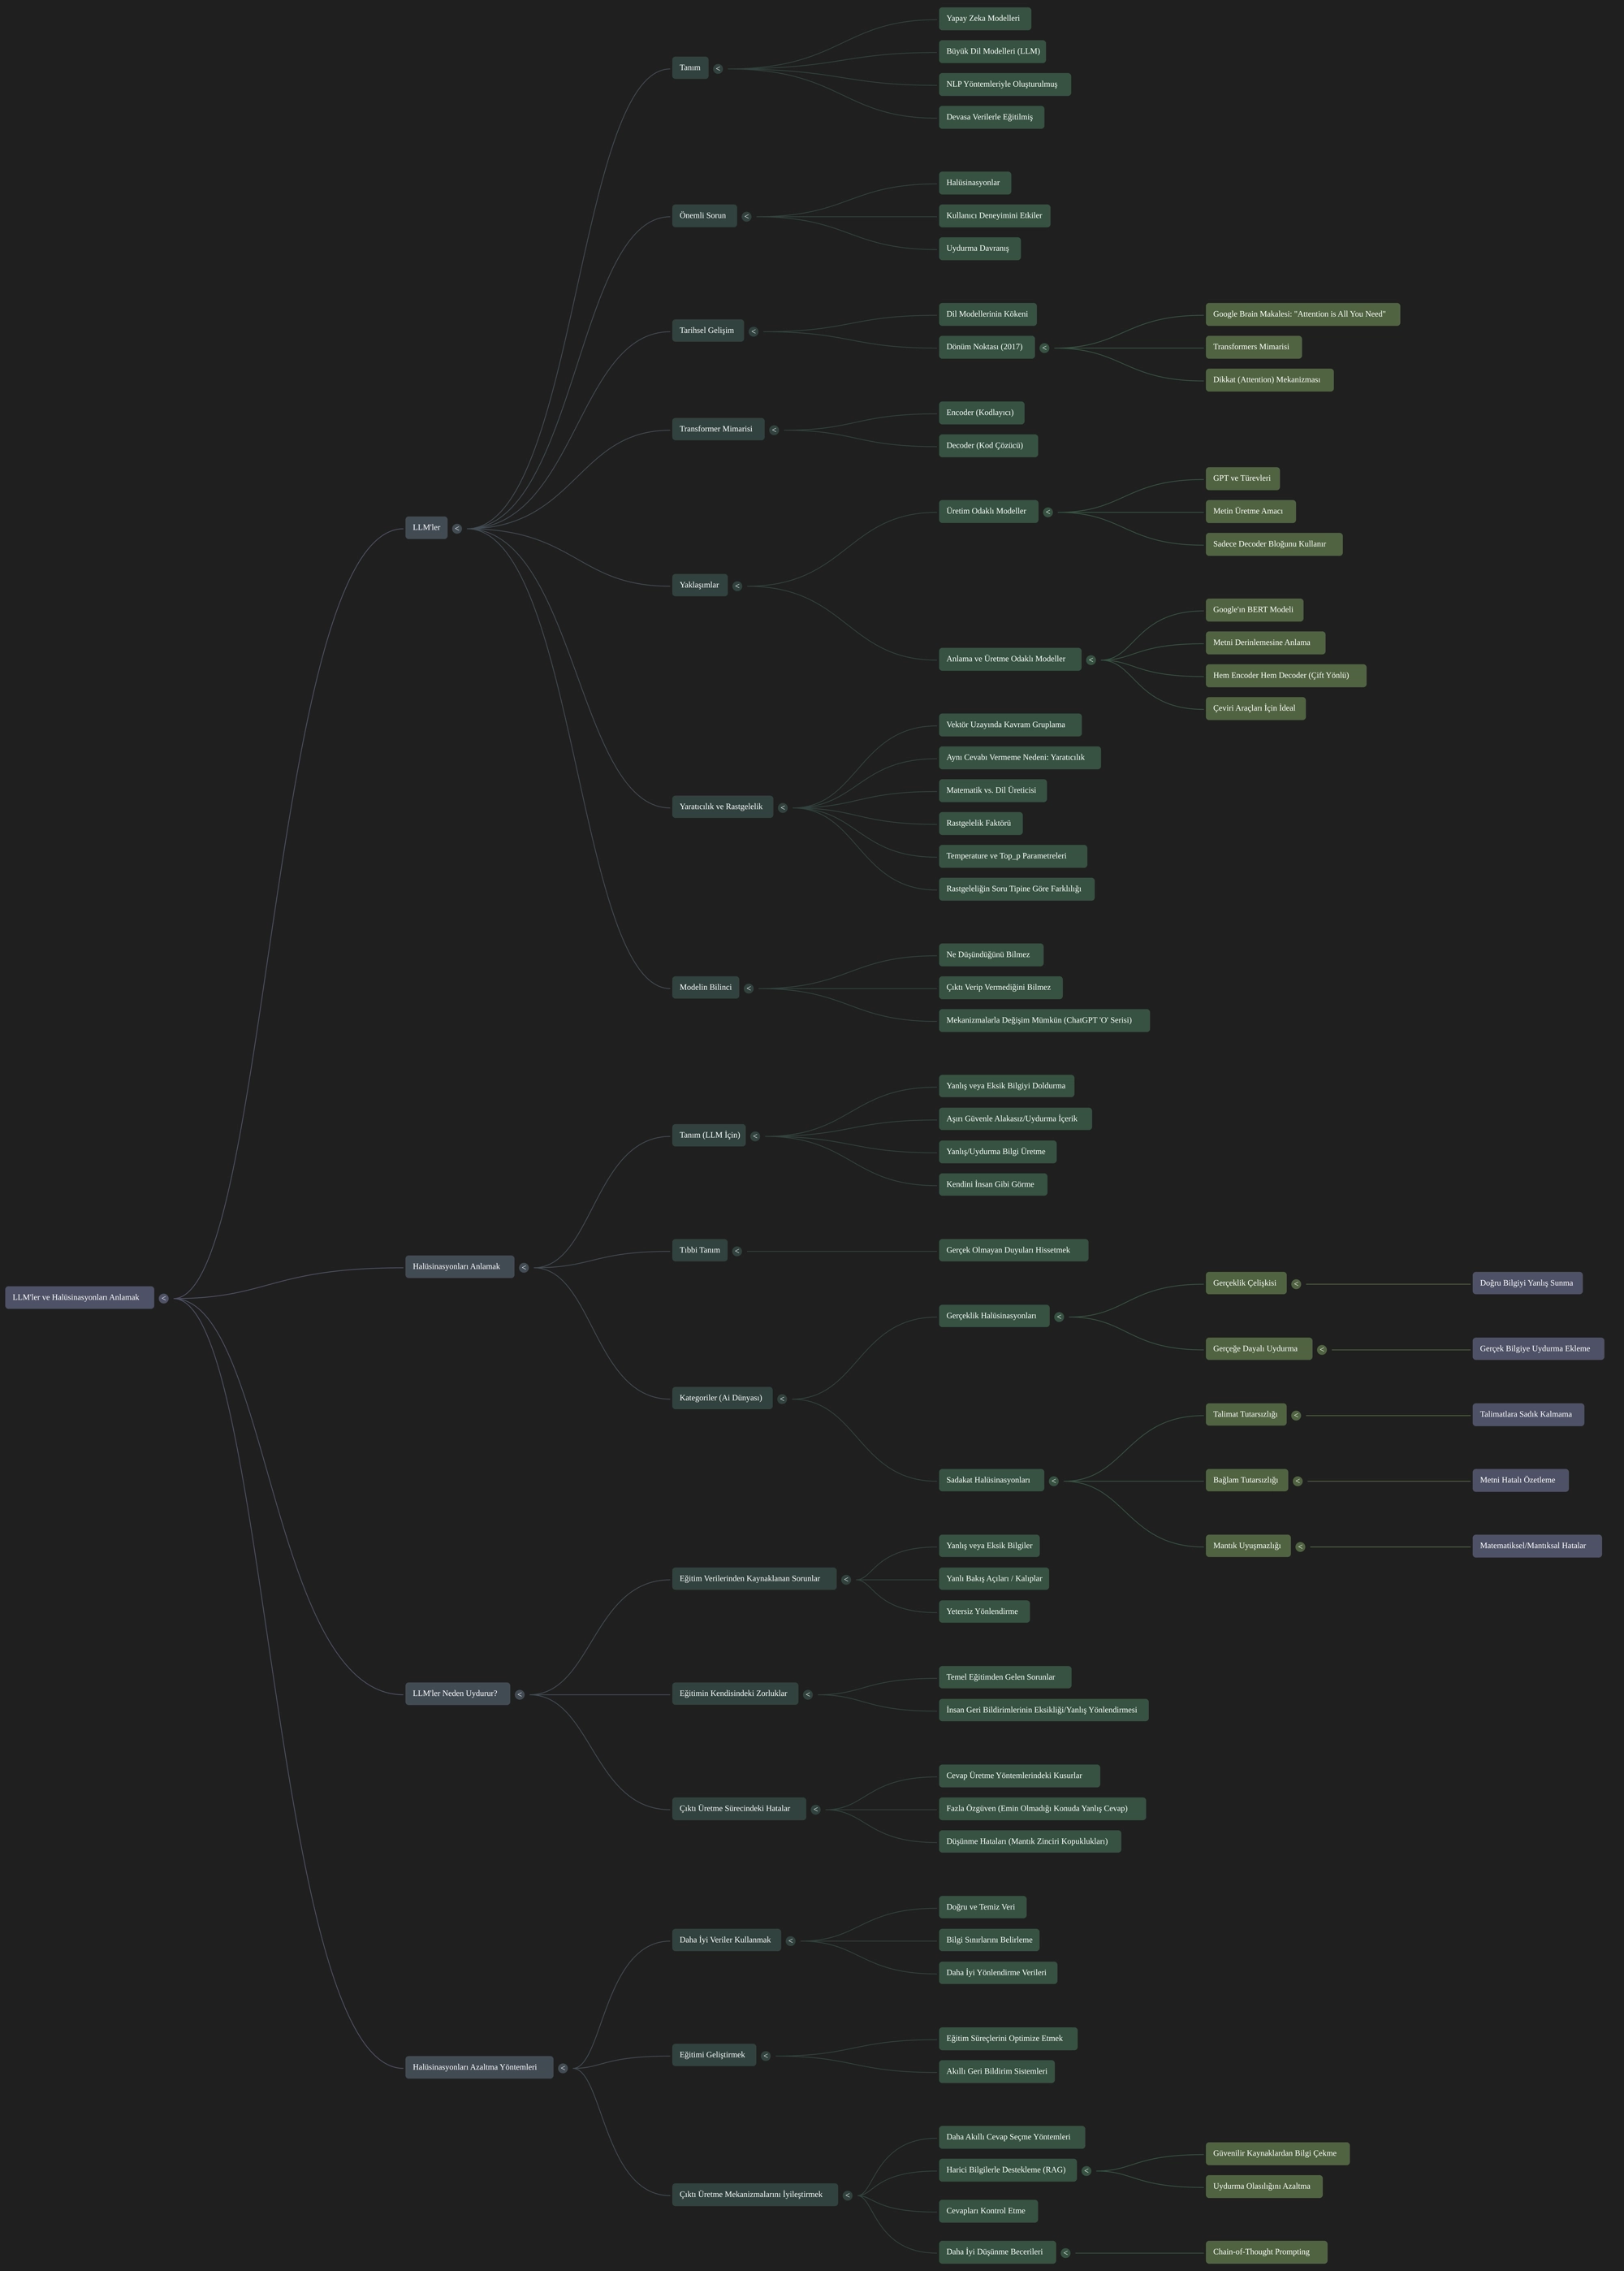 LLM'ler ve Halüsinasyonları Anlamak
LLM'ler
Tanım
Yapay Zeka Modelleri
Büyük Dil Modelleri (LLM)
NLP Yöntemleriyle Oluşturulmuş
Devasa Verilerle Eğitilmiş
Önemli Sorun
Halüsinasyonlar
Kullanıcı Deneyimini Etkiler
Uydurma Davranış
Tarihsel Gelişim
Dil Modellerinin Kökeni
Dönüm Noktası (2017)
Google Brain Makalesi: "Attention is All You Need"
Transformers Mimarisi
Dikkat (Attention) Mekanizması
Transformer Mimarisi
Encoder (Kodlayıcı)
Decoder (Kod Çözücü)
Yaklaşımlar
Üretim Odaklı Modeller
GPT ve Türevleri
Metin Üretme Amacı
Sadece Decoder Bloğunu Kullanır
Anlama ve Üretme Odaklı Modeller
Google'ın BERT Modeli
Metni Derinlemesine Anlama
Hem Encoder Hem Decoder (Çift Yönlü)
Çeviri Araçları İçin İdeal
Yaratıcılık ve Rastgelelik
Vektör Uzayında Kavram Gruplama
Aynı Cevabı Vermeme Nedeni: Yaratıcılık
Matematik vs. Dil Üreticisi
Rastgelelik Faktörü
Temperature ve Top_p Parametreleri
Rastgeleliğin Soru Tipine Göre Farklılığı
Modelin Bilinci
Ne Düşündüğünü Bilmez
Çıktı Verip Vermediğini Bilmez
Mekanizmalarla Değişim Mümkün (ChatGPT 'O' Serisi)
Halüsinasyonları Anlamak
Tanım (LLM İçin)
Yanlış veya Eksik Bilgiyi Doldurma
Aşırı Güvenle Alakasız/Uydurma İçerik
Yanlış/Uydurma Bilgi Üretme
Kendini İnsan Gibi Görme
Tıbbi Tanım
Gerçek Olmayan Duyuları Hissetmek
Kategoriler (Ai Dünyası)
Gerçeklik Halüsinasyonları
Gerçeklik Çelişkisi
Doğru Bilgiyi Yanlış Sunma
Gerçeğe Dayalı Uydurma
Gerçek Bilgiye Uydurma Ekleme
Sadakat Halüsinasyonları
Talimat Tutarsızlığı
Talimatlara Sadık Kalmama
Bağlam Tutarsızlığı
Metni Hatalı Özetleme
Mantık Uyuşmazlığı
Matematiksel/Mantıksal Hatalar
LLM'ler Neden Uydurur?
Eğitim Verilerinden Kaynaklanan Sorunlar
Yanlış veya Eksik Bilgiler
Yanlı Bakış Açıları / Kalıplar
Yetersiz Yönlendirme
Eğitimin Kendisindeki Zorluklar
Temel Eğitimden Gelen Sorunlar
İnsan Geri Bildirimlerinin Eksikliği/Yanlış Yönlendirmesi
Çıktı Üretme Sürecindeki Hatalar
Cevap Üretme Yöntemlerindeki Kusurlar
Fazla Özgüven (Emin Olmadığı Konuda Yanlış Cevap)
Düşünme Hataları (Mantık Zinciri Kopuklukları)
Halüsinasyonları Azaltma Yöntemleri
Daha İyi Veriler Kullanmak
Doğru ve Temiz Veri
Bilgi Sınırlarını Belirleme
Daha İyi Yönlendirme Verileri
Eğitimi Geliştirmek
Eğitim Süreçlerini Optimize Etmek
Akıllı Geri Bildirim Sistemleri
Çıktı Üretme Mekanizmalarını İyileştirmek
Daha Akıllı Cevap Seçme Yöntemleri
Harici Bilgilerle Destekleme (RAG)
Güvenilir Kaynaklardan Bilgi Çekme
Uydurma Olasılığını Azaltma
Cevapları Kontrol Etme
Daha İyi Düşünme Becerileri
Chain-of-Thought Prompting